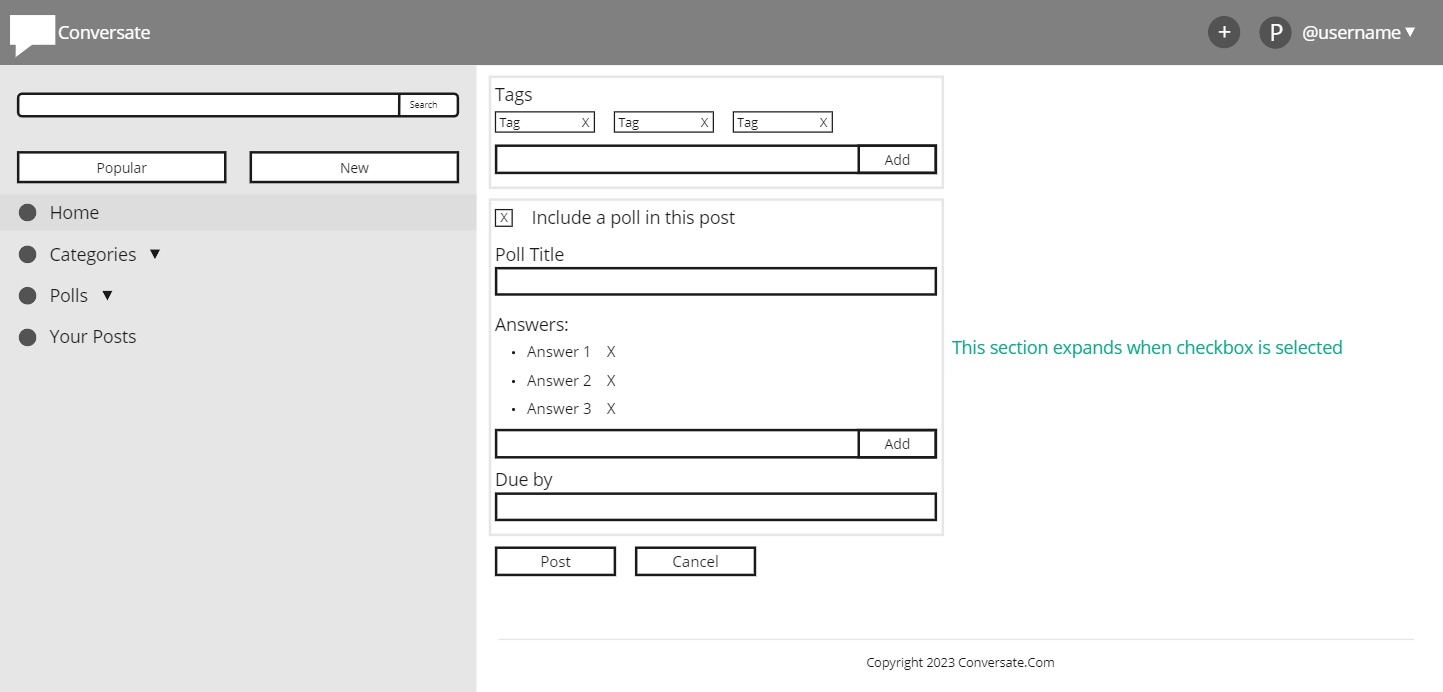 Conversate
+ P @username ▼
Search
Popular New
Home
Categories ▼
Polls ▼
Your Posts
Tags
Tag X Tag X Tag X
Add
X Include a poll in this post
Poll Title
Answers:
• Answer 1 X
• Answer 2 X
• Answer 3 X
Add
Due by
Post Cancel
This section expands when checkbox is selected
Copyright 2023 Conversate.Com